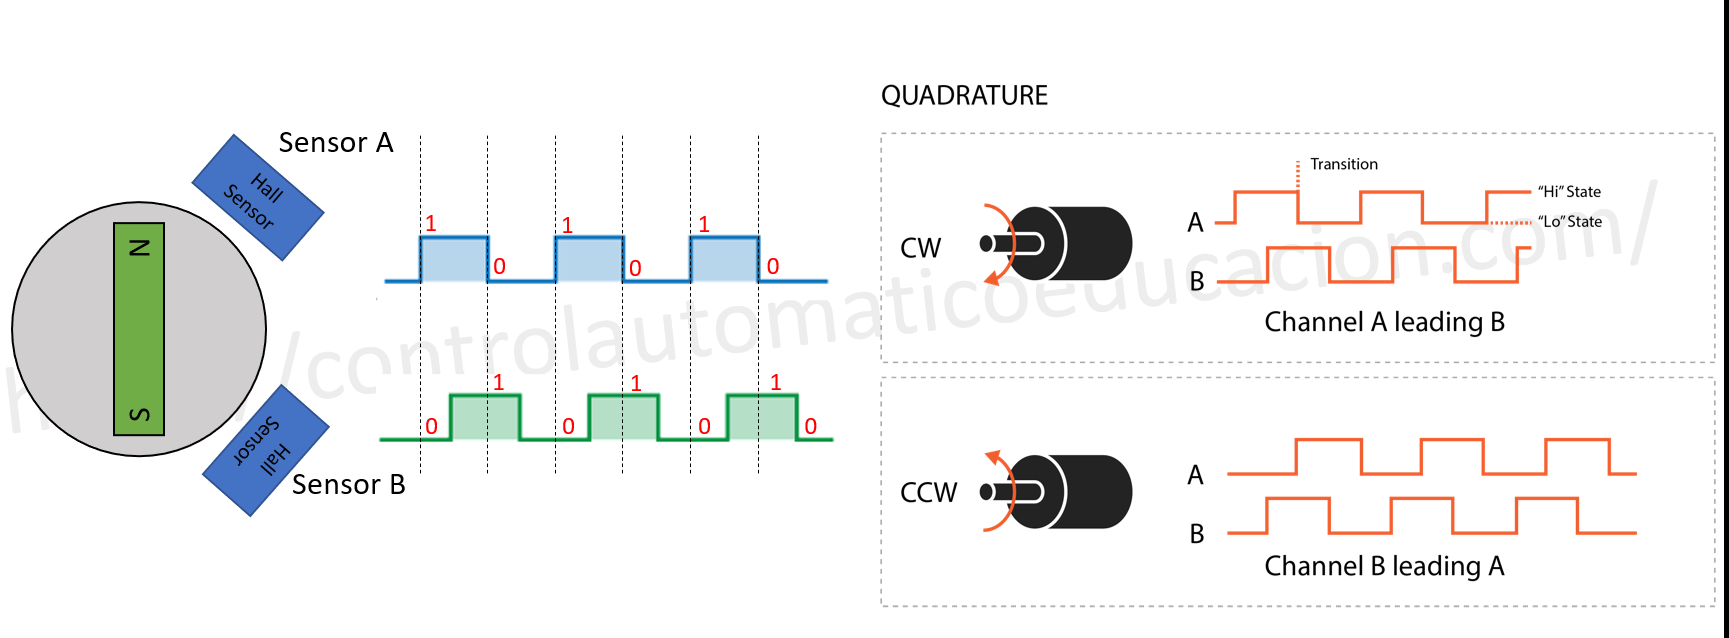 Sensor A
Hall
Sensor
N
S
Hall
Sensor
Sensor B
1
0
1
0
1
0
0
1
0
1
0
1
0
QUADRATURE
CW
A
B
Transition
“Hi” State
“Lo” State
Channel A leading B
CCW
A
B
Channel B leading A
/controlautomaticoeducacion.com/